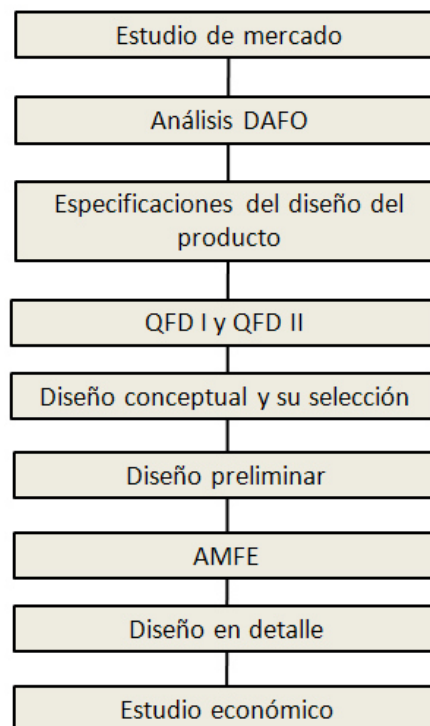 Estudio de mercado
Análisis DAFO
Especificaciones del diseño del
producto
QFD I y QFD II
Diseño conceptual y su selección
Diseño preliminar
AMFE
Diseño en detalle
Estudio económico